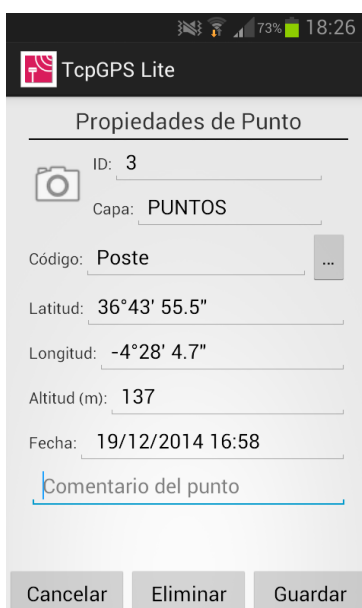 73% 18:26
TcpGPS Lite
Propiedades de Punto
ID: 3
Capa: PUNTOS
Código: Poste ...
Latitud: 36°43' 55.5"
Longitud: -4°28' 4.7"
Altitud (m): 137
Fecha: 19/12/2014 16:58
Comentario del punto
Cancelar Eliminar Guardar